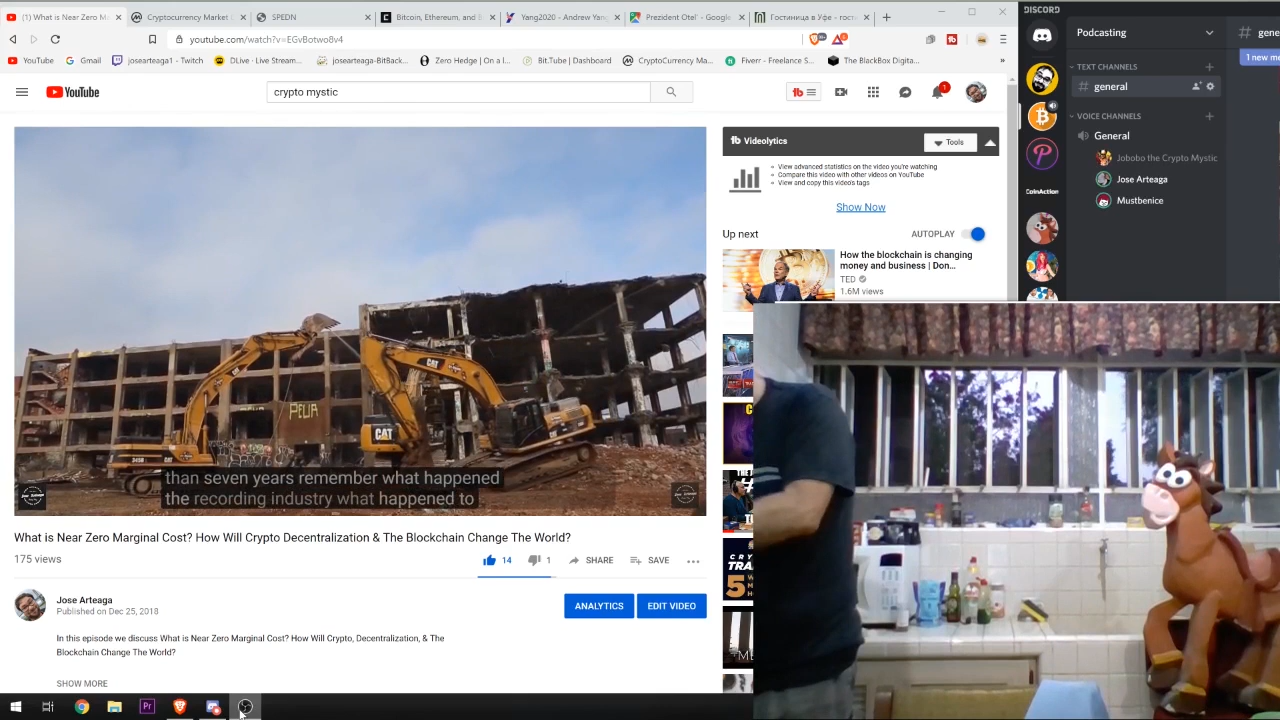 (1) What is Near Zero M
Cryptocurrency Market
SPEDN
Bitcoin, Ethereum, and
Yang2020 - Andrew Yan
Prezident Otel' - Google
Гостиница в Уфе - гост
youtube.com/watch?v=EGvBotwo8v4
YouTube
Gmail
josearteaga1 - Twitch
DLive · Live Stream...
josearteaga-BitBack...
Zero Hedge | On a l...
Bit.Tube | Dashboard
CryptoCurrency Ma...
Fiverr - Freelance S...
The BlackBox Digita...
YouTube
crypto mystic
1
than seven years remember what happened
the recording industry what happened to
CAT
CAT
What is Near Zero Marginal Cost? How Will Crypto Decentralization & The Blockchain Change The World?
175 views
14
1
SHARE
SAVE
Jose Arteaga
Published on Dec 25, 2018
ANALYTICS
EDIT VIDEO
In this episode we discuss What is Near Zero Marginal Cost? How Will Crypto, Decentralization, & The
Blockchain Change The World?
SHOW MORE
Videolytics
Tools
View advanced statistics on the video you're watching
Compare this video with other videos on YouTube
View and copy this video's tags
Show Now
Up next
AUTOPLAY
How the blockchain is changing
money and business | Don...
TED
1.6M views
DISCORD
Podcasting
# gene
1 new me
TEXT CHANNELS
# general
VOICE CHANNELS
General
Jobobo the Crypto Mystic
Jose Arteaga
Mustbenice
CoinAction
Pr